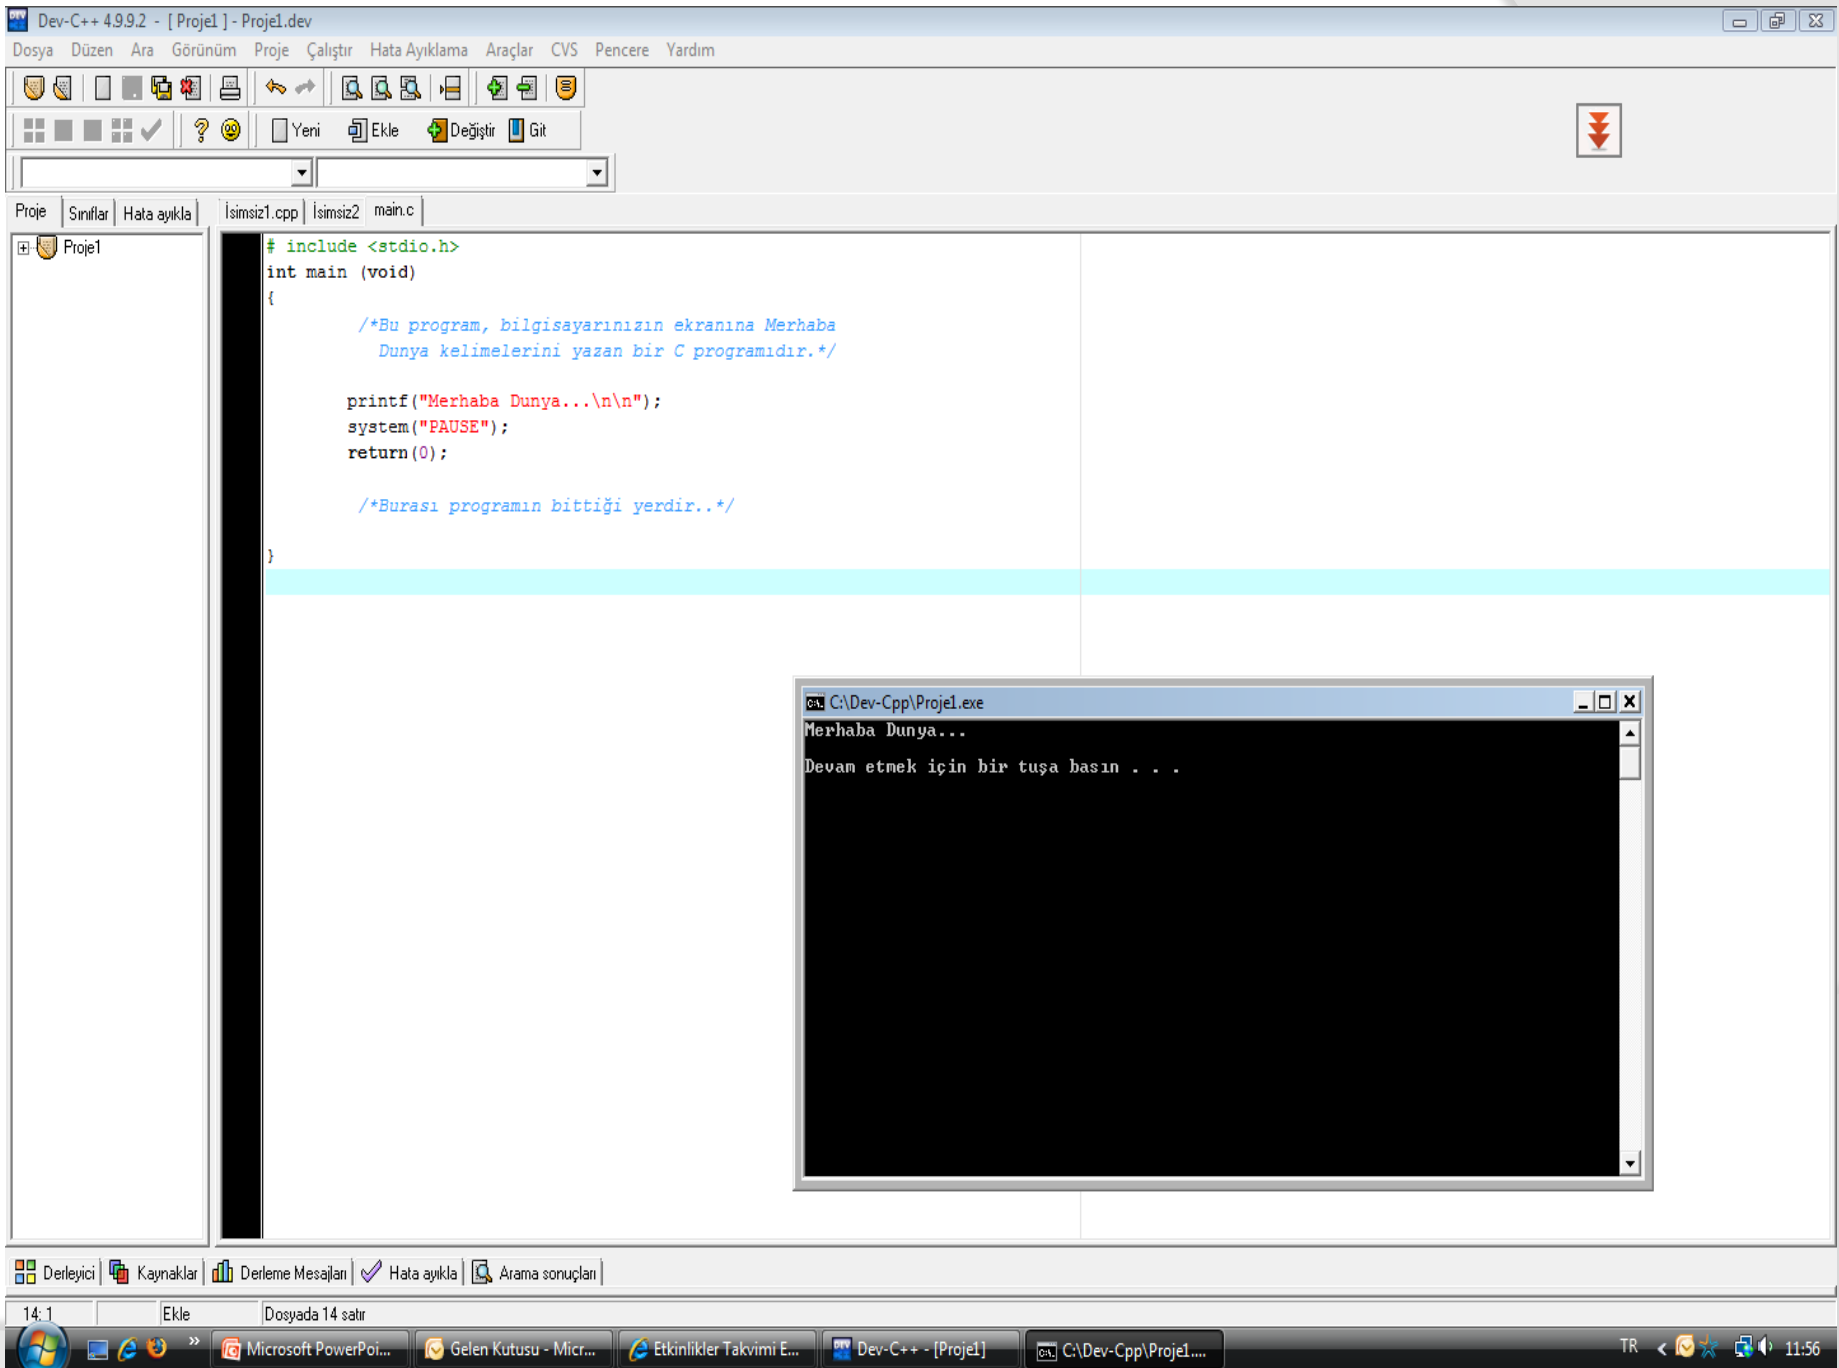 Dev-C++ 4.9.9.2 - [ Proje1 ] - Proje1.dev
Dosya Düzen Ara Görünüm Proje Çalıştır Hata Ayıklama Araçlar CVS Pencere Yardım
Yeni Ekle Değiştir Git
Proje Sınıflar Hata ayıkla İsimsiz1.cpp İsimsiz2 main.c
Proje1
# include <stdio.h>
int main (void)
{
/*Bu program, bilgisayarınızın ekranına Merhaba
Dunya kelimelerini yazan bir C programıdır.*/
printf("Merhaba Dunya...\n\n");
system("PAUSE");
return(0);
/*Burası programın bittiği yerdir..*/
}
C:\Dev-Cpp\Proje1.exe
Merhaba Dunya...
Devam etmek için bir tuşa basın . . .
Derleyici Kaynaklar Derleme Mesajları Hata ayıkla Arama sonuçları
14: 1 Ekle Dosyada 14 satır
Microsoft PowerPoi... Gelen Kutusu - Micr... Etkinlikler Takvimi E... Dev-C++ - [Proje1] C:\Dev-Cpp\Proje1.... TR 11:56